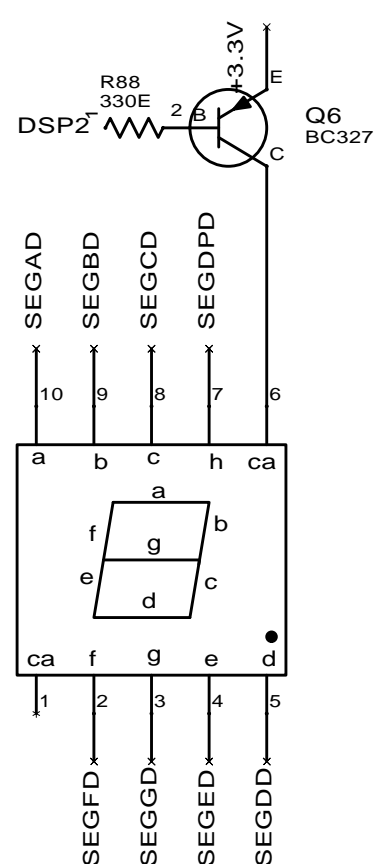 +3.3V
E
R88
330E
DSP2
1
2
B
Q6
BC327
C
SEGAD
SEGBD
SEGCD
SEGDPD
10
9
8
7
6
a
b
c
h
ca
a
f
b
g
e
c
d
ca
f
g
e
d
1
2
3
4
5
SEGFD
SEGGD
SEGED
SEGDD